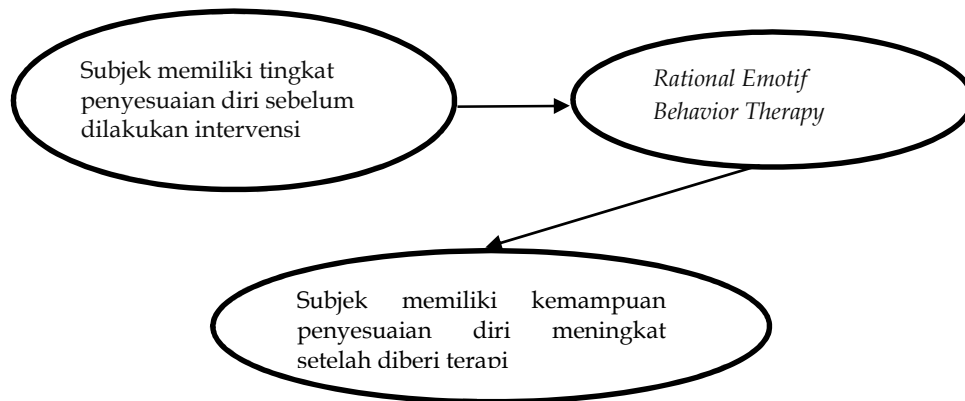 Subjek memiliki tingkat
penyesuaian diri sebelum
dilakukan intervensi
Rational Emotif
Behavior Therapy
Subjek memiliki kemampuan
penyesuaian diri meningkat
setelah diberi terapi